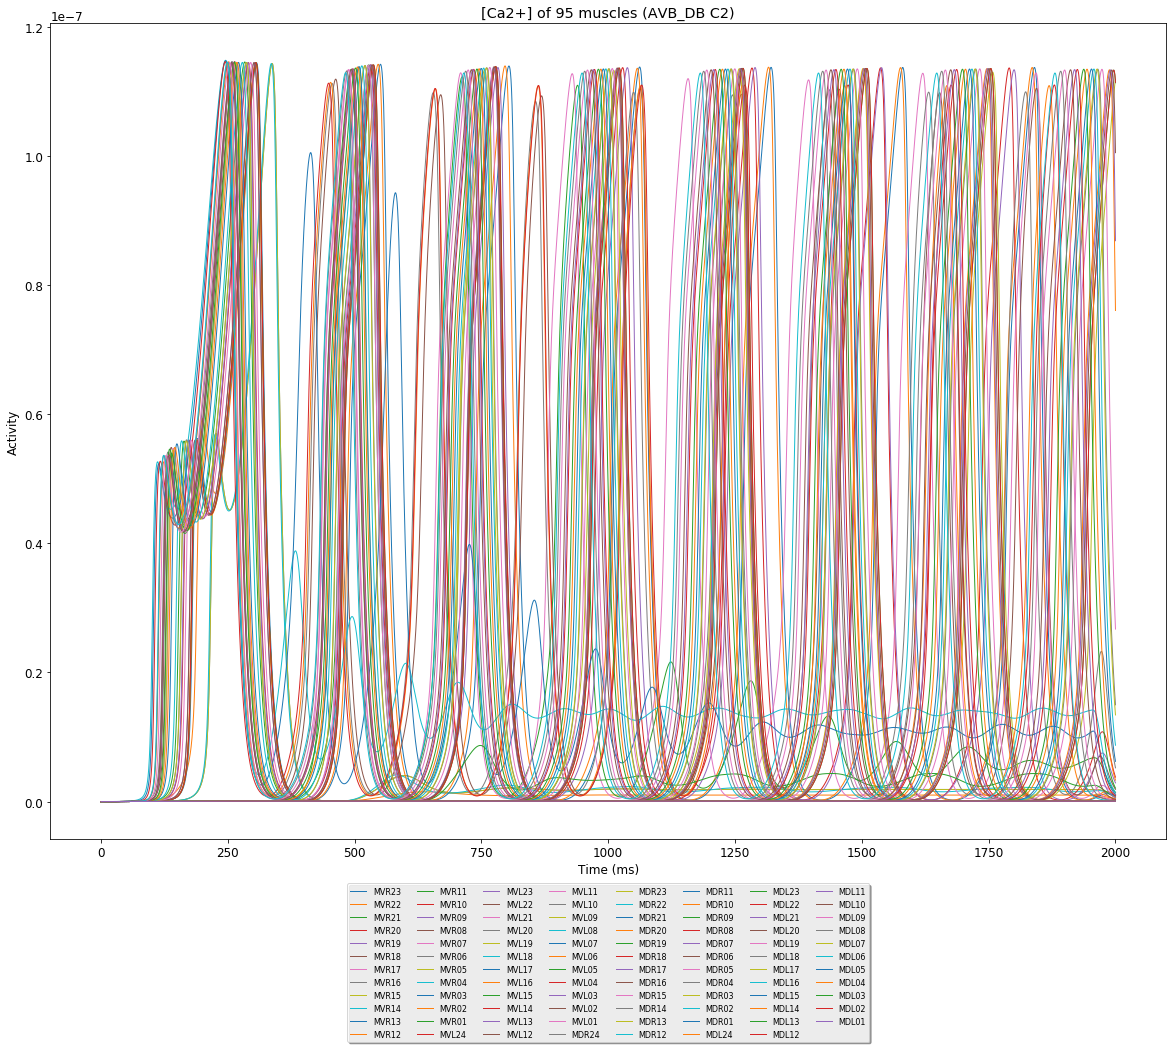 [Ca2+] of 95 muscles (AVB_DB C2)
1e−7
1.2
1.0
0.8
0.6
0.4
0.2
0.0
Activity
0 250 500 750 1000 1250 1500 1750 2000
Time (ms)
MVR23 MVR11 MVL23 MVL11 MDR23 MDR11 MDL23 MDL11
MVR22 MVR10 MVL22 MVL10 MDR22 MDR10 MDL22 MDL10
MVR21 MVR09 MVL21 MVL09 MDR21 MDR09 MDL21 MDL09
MVR20 MVR08 MVL20 MVL08 MDR20 MDR08 MDL20 MDL08
MVR19 MVR07 MVL19 MVL07 MDR19 MDR07 MDL19 MDL07
MVR18 MVR06 MVL18 MVL06 MDR18 MDR06 MDL18 MDL06
MVR17 MVR05 MVL17 MVL05 MDR17 MDR05 MDL17 MDL05
MVR16 MVR04 MVL16 MVL04 MDR16 MDR04 MDL16 MDL04
MVR15 MVR03 MVL15 MVL03 MDR15 MDR03 MDL15 MDL03
MVR14 MVR02 MVL14 MVL02 MDR14 MDR02 MDL14 MDL02
MVR13 MVR01 MVL13 MVL01 MDR13 MDR01 MDL13 MDL01
MVR12 MVL24 MVL12 MDR24 MDR12 MDL24 MDL12